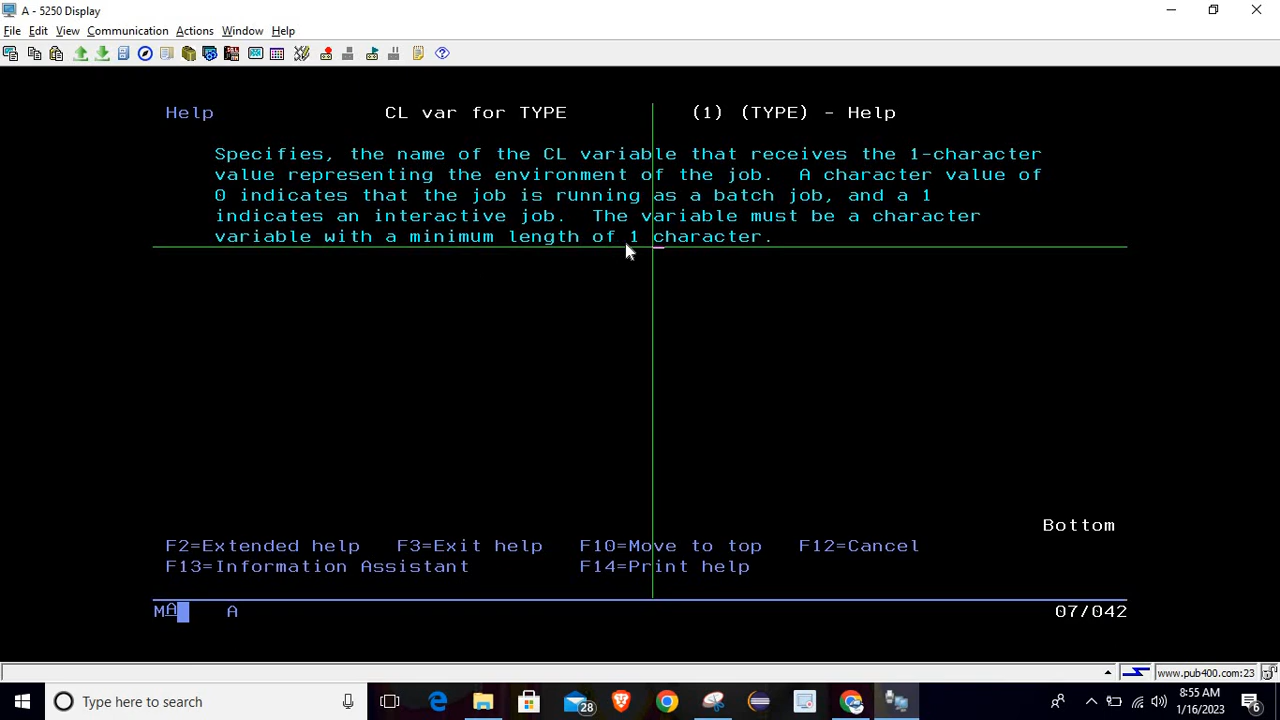 A - 5250 Display
File Edit View Communication Actions Window Help
Help CL var for TYPE (1) (TYPE) - Help
Specifies, the name of the CL variable that receives the 1-character
value representing the environment of the job. A character value of
0 indicates that the job is running as a batch job, and a 1
indicates an interactive job. The variable must be a character
variable with a minimum length of 1 character.
Bottom
F2=Extended help F3=Exit help F10=Move to top F12=Cancel
F13=Information Assistant F14=Print help
MA A 07/042
www.pub400.com:23
Type here to search 28 8:55 AM
1/16/2023 6